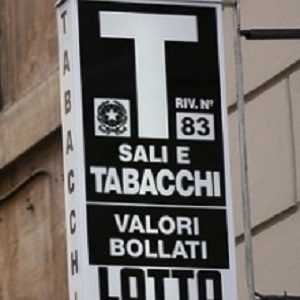 T
RIV. N°
83
SALI E
TABACCHI
VALORI
BOLLATI
LOTTO
TABACCHI